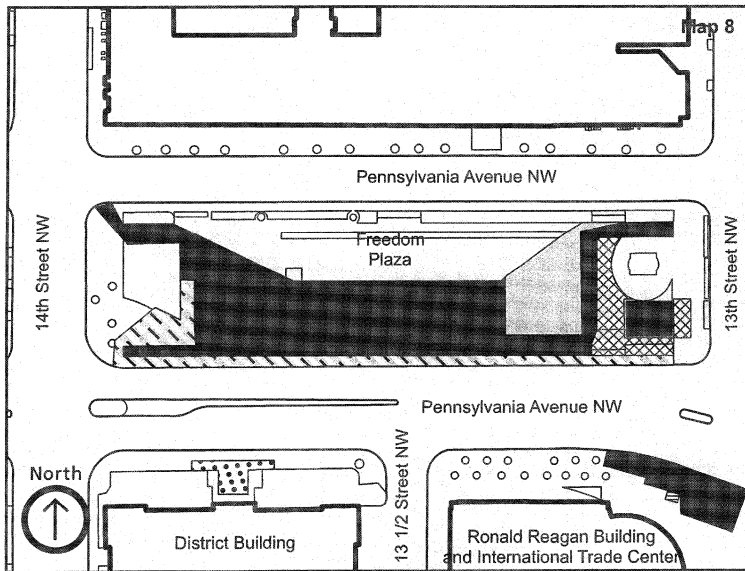 Map 8
Pennsylvania Avenue NW
14th Street NW
Freedom
Plaza
13th Street NW
Pennsylvania Avenue NW
North
13 1/2 Street NW
District Building
Ronald Reagan Building
and International Trade Center